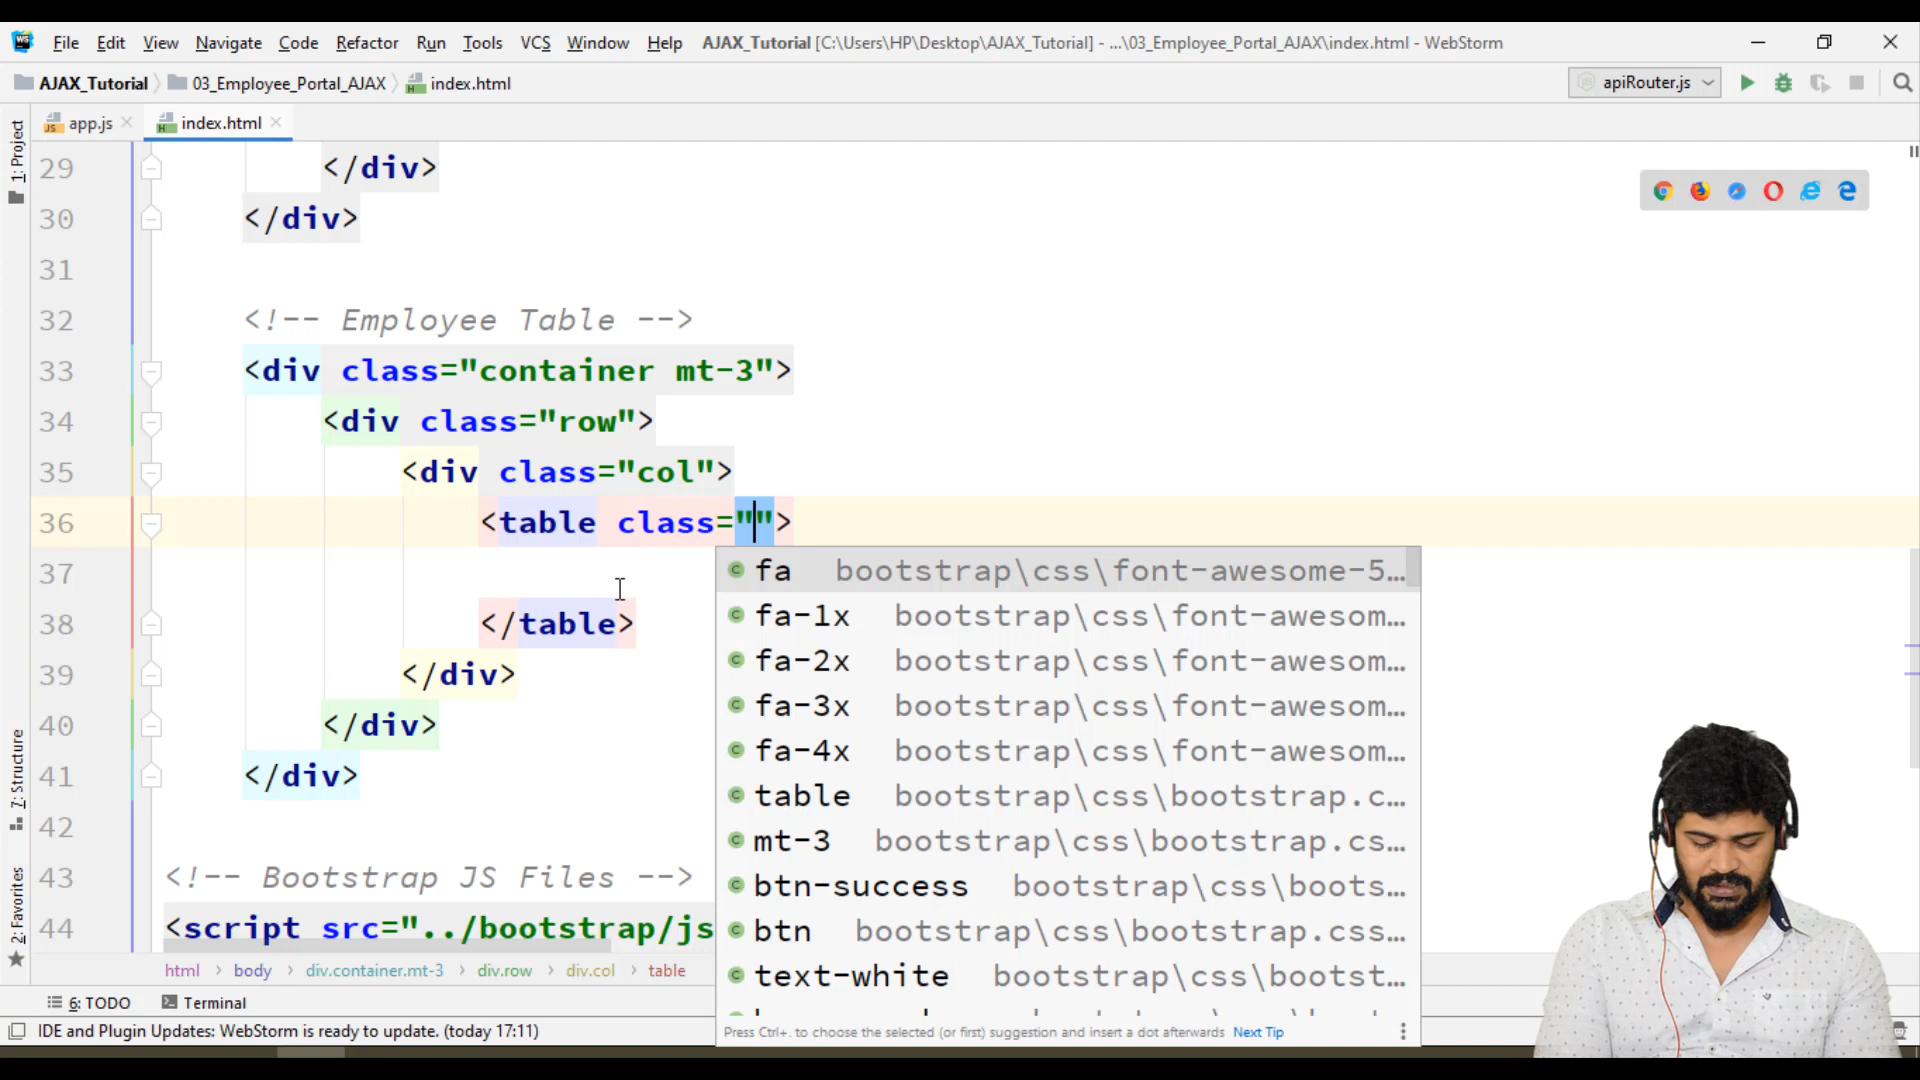 WS File Edit View Navigate Code Refactor Run Tools VCS Window Help AJAX_Tutorial [C:\Users\HP\Desktop\AJAX_Tutorial] - ...\03_Employee_Portal_AJAX\index.html - WebStorm
AJAX_Tutorial 03_Employee_Portal_AJAX index.html apiRouter.js
app.js index.html
1: Project
7: Structure
2: Favorites
29 </div>
30 </div>
31
32 <!-- Employee Table -->
33 <div class="container mt-3">
34 <div class="row">
35 <div class="col">
36 <table class="">
37
38 </table>
39 </div>
40 </div>
41 </div>
42
43 <!-- Bootstrap JS Files -->
44 <script src="../bootstrap/js
fa bootstrap\css\font-awesome-5…
fa-1x bootstrap\css\font-awesom…
fa-2x bootstrap\css\font-awesom…
fa-3x bootstrap\css\font-awesom…
fa-4x bootstrap\css\font-awesom…
table bootstrap\css\bootstrap.c…
mt-3 bootstrap\css\bootstrap.cs…
btn-success bootstrap\css\boots…
btn bootstrap\css\bootstrap.css…
text-white bootstrap\css\bootst…
Press Ctrl+. to choose the selected (or first) suggestion and insert a dot afterwards Next Tip
html body div.container.mt-3 div.row div.col table
6: TODO Terminal
IDE and Plugin Updates: WebStorm is ready to update. (today 17:11)